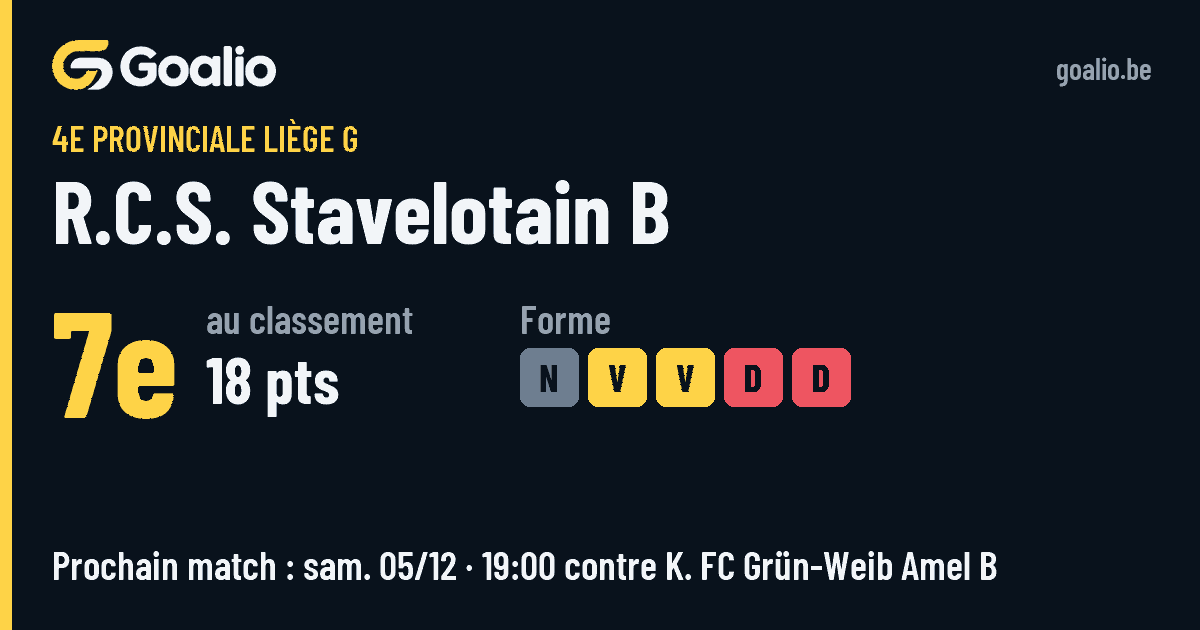 Goalio
goalio.be
4E PROVINCIALE LIÈGE G
R.C.S. Stavelotain B
7e
au classement
18 pts
Forme
N V V D D
Prochain match : sam. 05/12 · 19:00 contre K. FC Grün-Weib Amel B